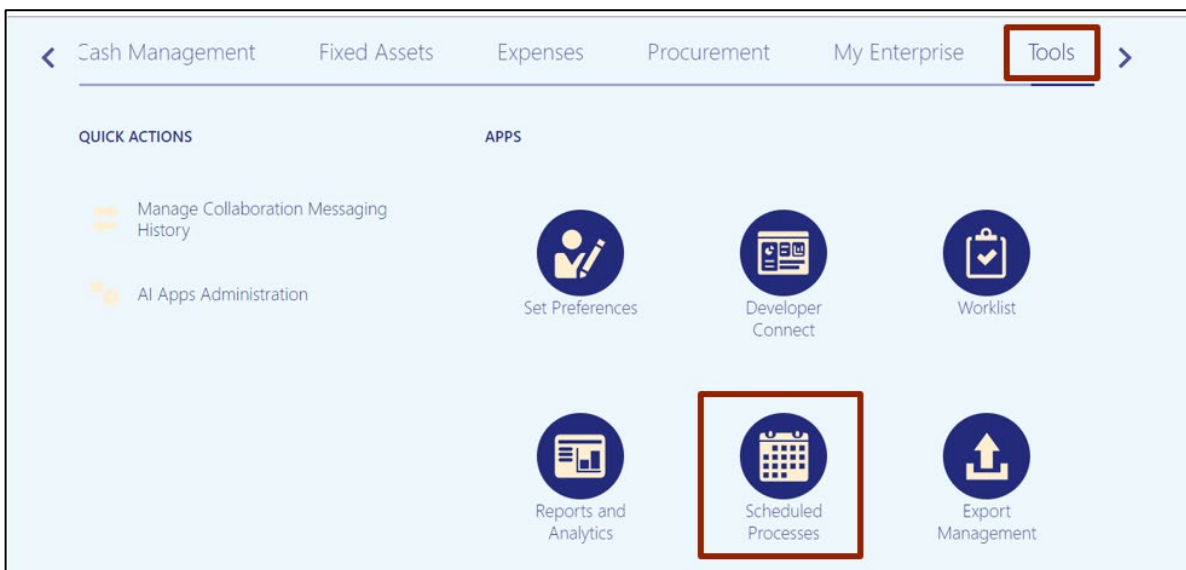 Cash Management Fixed Assets Expenses Procurement My Enterprise Tools
QUICK ACTIONS
APPS
Manage Collaboration Messaging
History
AI Apps Administration
Set Preferences
Developer
Connect
Worklist
Reports and
Analytics
Scheduled
Processes
Export
Management